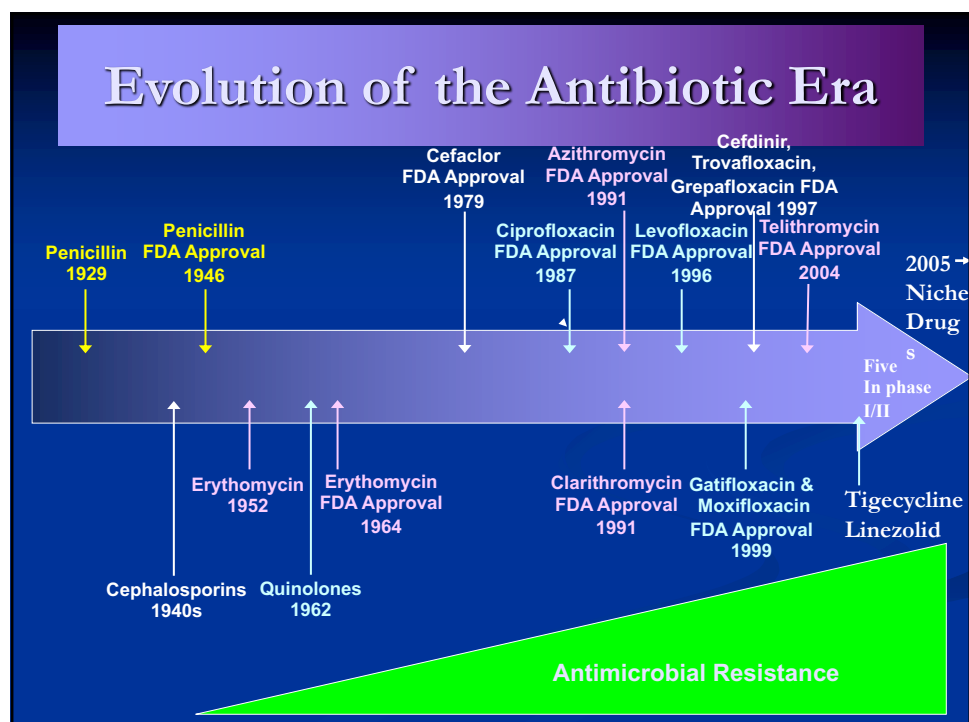 Evolution of the Antibiotic Era
Penicillin
1929
Penicillin
FDA Approval
1946
Cefaclor
FDA Approval
1979
Ciprofloxacin
FDA Approval
1987
Azithromycin
FDA Approval
1991
Levofloxacin
FDA Approval
1996
Cefdinir,
Trovafloxacin,
Grepafloxacin FDA
Approval 1997
Telithromycin
FDA Approval
2004
2005
Niche
Drug
s
Five
In phase
I/II
Cephalosporins
1940s
Erythromycin
1952
Quinolones
1962
Erythromycin
FDA Approval
1964
Clarithromycin
FDA Approval
1991
Gatifloxacin &
Moxifloxacin
FDA Approval
1999
Tigecycline
Linezolid
Antimicrobial Resistance